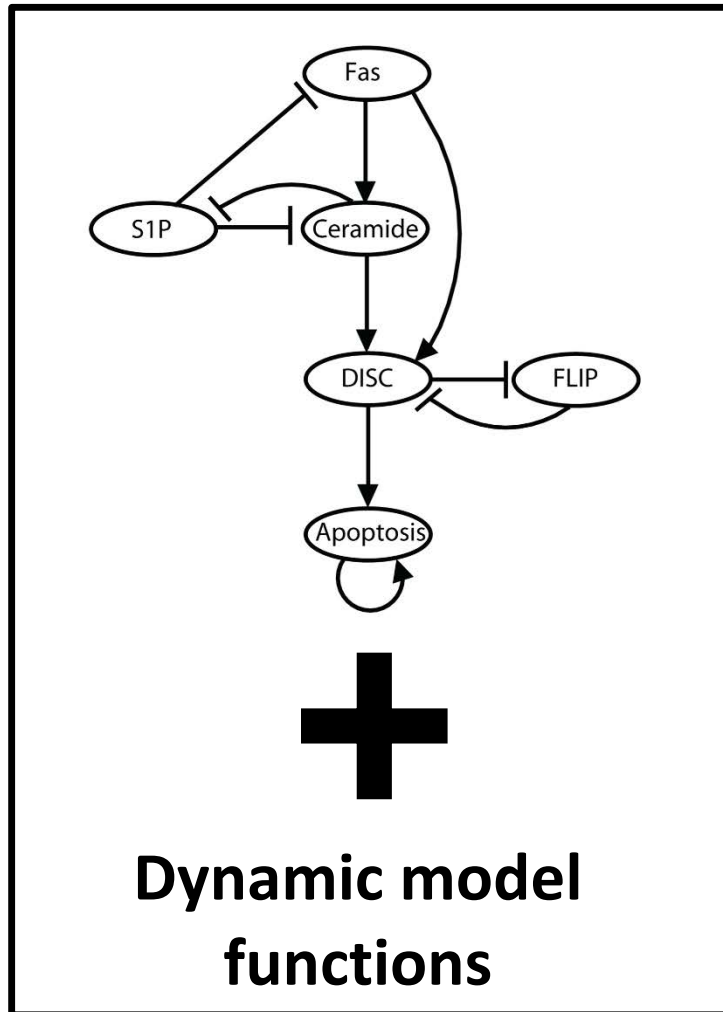 Fas
S1P
Ceramide
DISC
FLIP
Apoptosis
Dynamic model
functions